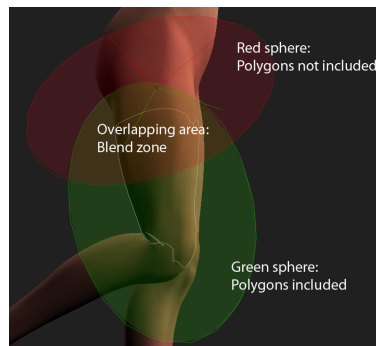 Red sphere:
Polygons not included
Overlapping area:
Blend zone
Green sphere:
Polygons included